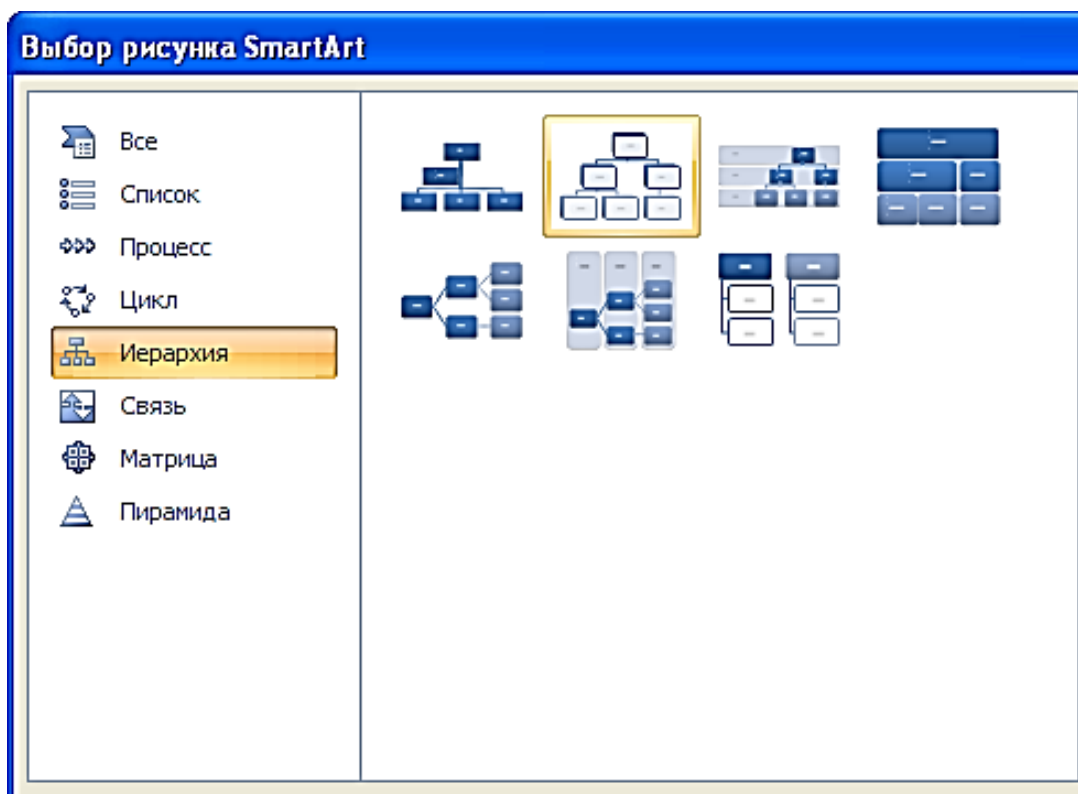 Выбор рисунка SmartArt
Все
Список
Процесс
Цикл
Иерархия
Связь
Матрица
Пирамида